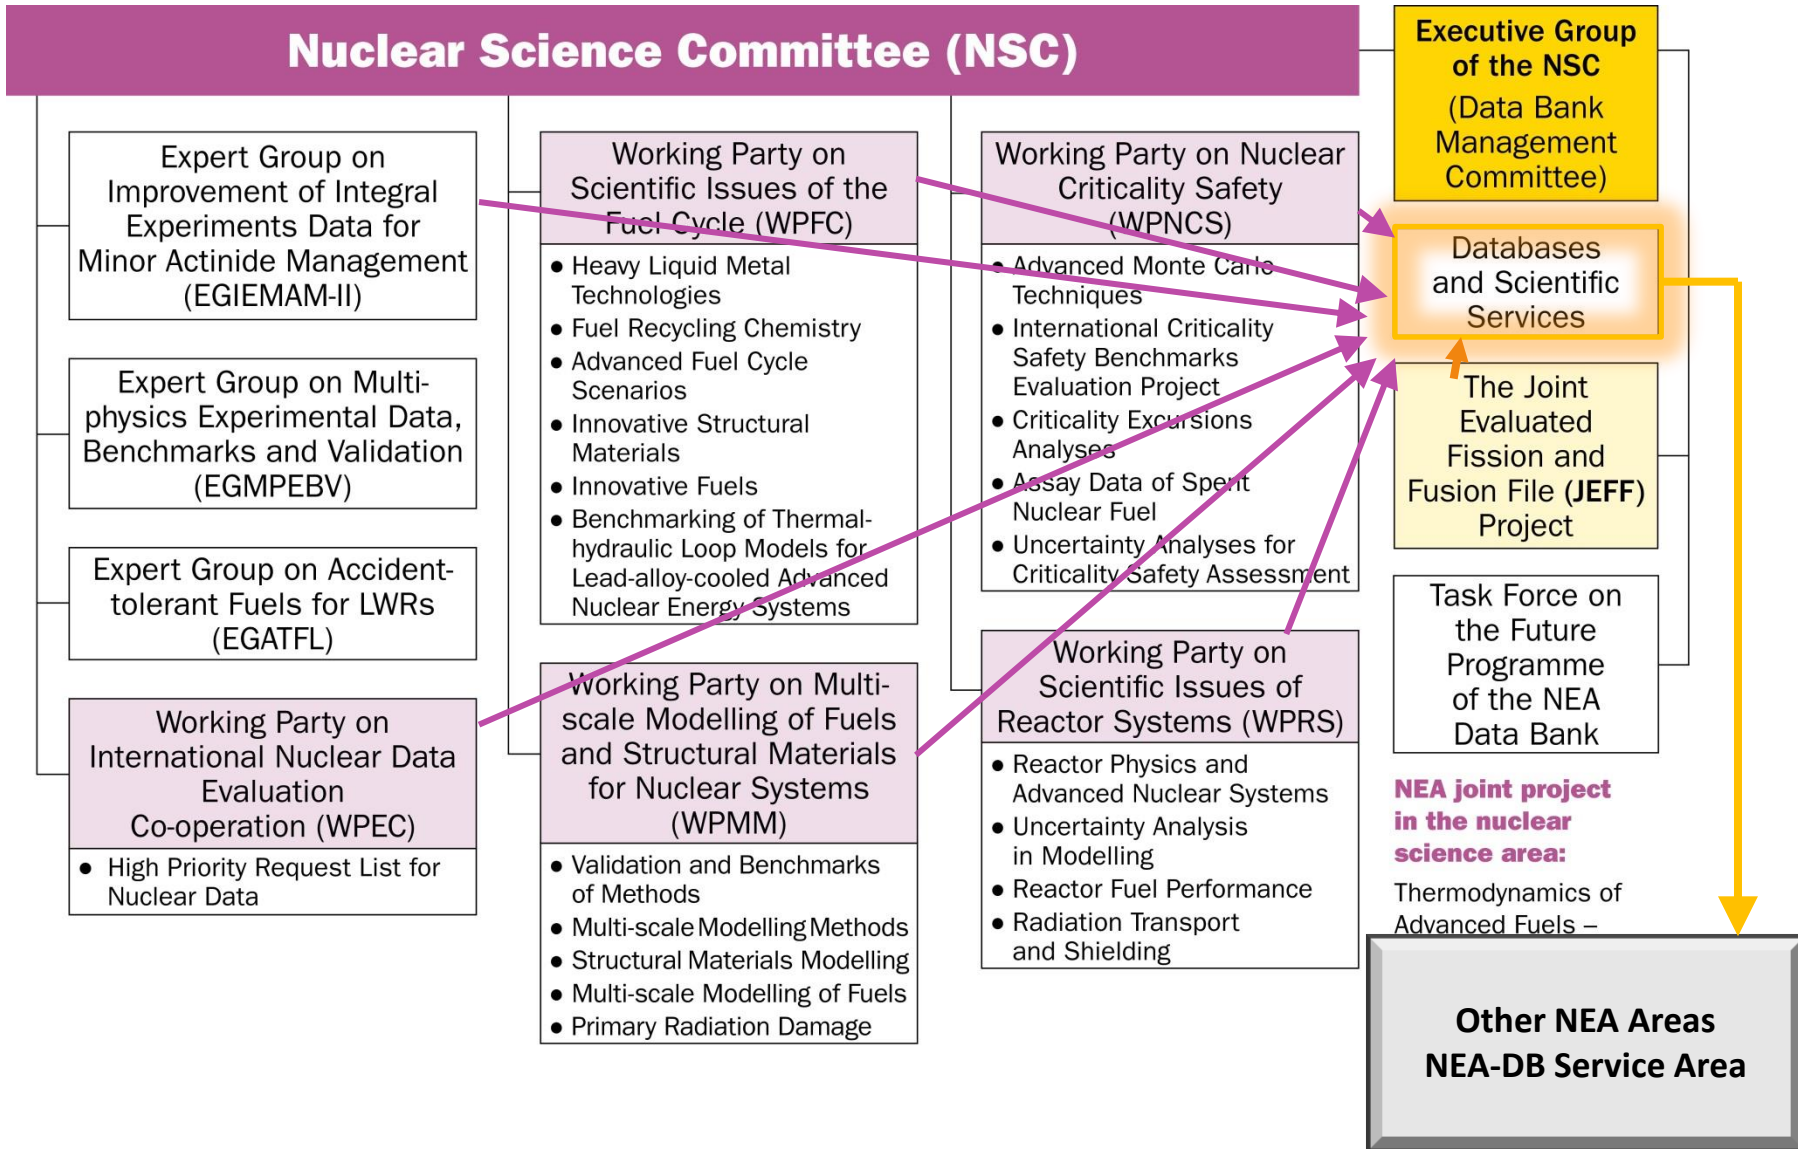 Nuclear Science Committee (NSC)
Expert Group on
Improvement of Integral
Experiments Data for
Minor Actinide Management
(EGIEMAM-II)
Expert Group on Multi-
physics Experimental Data,
Benchmarks and Validation
(EGMPEBV)
Expert Group on Accident-
tolerant Fuels for LWRs
(EGATFL)
Working Party on
International Nuclear Data
Evaluation
Co-operation (WPEC)
● High Priority Request List for
Nuclear Data
Working Party on
Scientific Issues of the
Fuel Cycle (WPFC)
● Heavy Liquid Metal
Technologies
● Fuel Recycling Chemistry
● Advanced Fuel Cycle
Scenarios
● Innovative Structural
Materials
● Innovative Fuels
● Benchmarking of Thermal-
hydraulic Loop Models for
Lead-alloy-cooled Advanced
Nuclear Energy Systems
Working Party on Multi-
scale Modelling of Fuels
and Structural Materials
for Nuclear Systems
(WPMM)
● Validation and Benchmarks
of Methods
● Multi-scale Modelling Methods
● Structural Materials Modelling
● Multi-scale Modelling of Fuels
● Primary Radiation Damage
Working Party on Nuclear
Criticality Safety
(WPNCS)
● Advanced Monte Carlo
Techniques
● International Criticality
Safety Benchmarks
Evaluation Project
● Criticality Excursions
Analyses
● Assay Data of Spent
Nuclear Fuel
● Uncertainty Analyses for
Criticality Safety Assessment
Working Party on
Scientific Issues of
Reactor Systems (WPRS)
● Reactor Physics and
Advanced Nuclear Systems
● Uncertainty Analysis
in Modelling
● Reactor Fuel Performance
● Radiation Transport
and Shielding
Executive Group
of the NSC
(Data Bank
Management
Committee)
Databases
and Scientific
Services
The Joint
Evaluated
Fission and
Fusion File (JEFF)
Project
Task Force on
the Future
Programme
of the NEA
Data Bank
NEA joint project
in the nuclear
science area:
Thermodynamics of
Advanced Fuels –
Other NEA Areas
NEA-DB Service Area